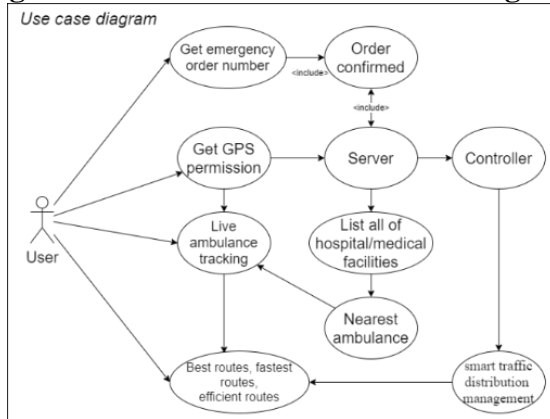 Use case diagram
Get emergency
order number
<include>
Order
confirmed
<include>
Get GPS
permission
Server
Controller
User
Live
ambulance
tracking
List all of
hospital/medical
facilities
Nearest
ambulance
Best routes, fastest
routes,
efficient routes
smart traffic
distribution
management